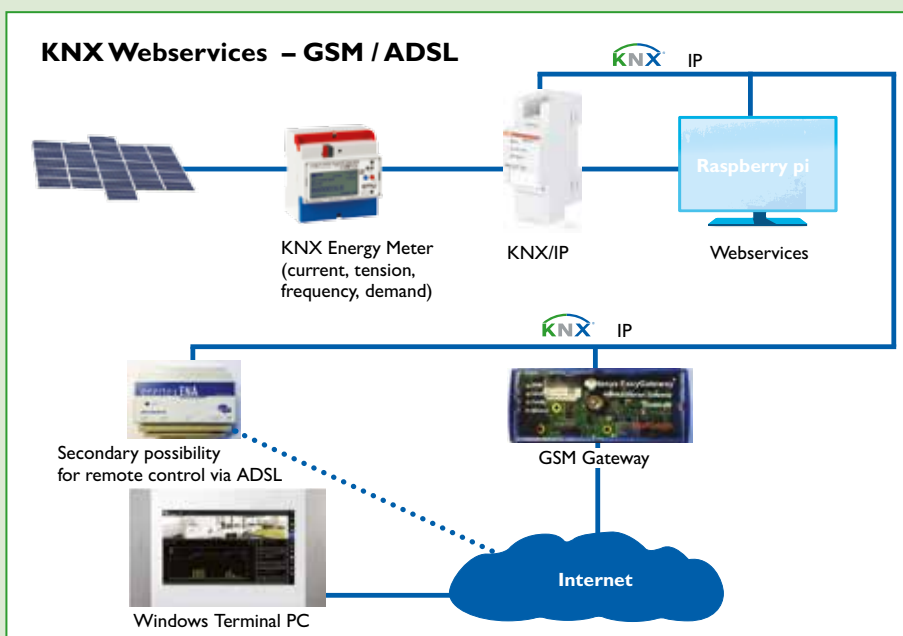 KNX Webservices – GSM / ADSL
KNX IP
Raspberry pi
KNX Energy Meter
(current, tension,
frequency, demand)
KNX/IP
Webservices
KNX IP
Secondary possibility
for remote control via ADSL
GSM Gateway
Windows Terminal PC
Internet